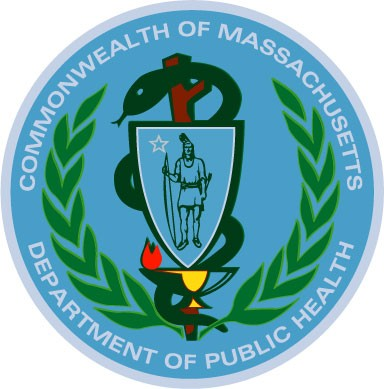 COMMONWEALTH OF MASSACHUSETTS
DEPARTMENT OF PUBLIC HEALTH